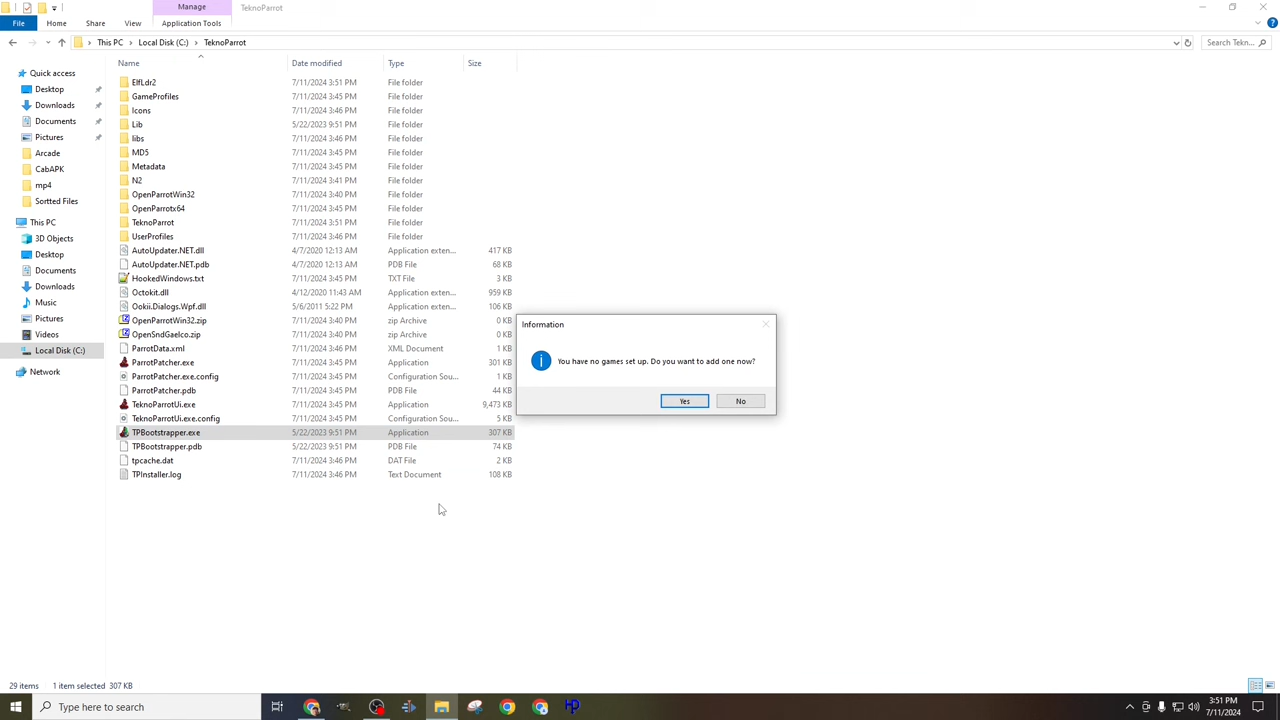 Manage
TeknoParrot
File
Home
Share
View
Application Tools
This PC
Local Disk (C:)
TeknoParrot
Search Tekn...
Name
Date modified
Type
Size
Quick access
Desktop
Downloads
Documents
Pictures
Arcade
CabAPK
mp4
Sortted Files
This PC
3D Objects
Desktop
Documents
Downloads
Music
Pictures
Videos
Local Disk (C:)
Network
ElfLdr2 7/11/2024 3:51 PM File folder
GameProfiles 7/11/2024 3:45 PM File folder
Icons 7/11/2024 3:46 PM File folder
Lib 5/22/2023 9:51 PM File folder
libs 7/11/2024 3:46 PM File folder
MD5 7/11/2024 3:45 PM File folder
Metadata 7/11/2024 3:45 PM File folder
N2 7/11/2024 3:41 PM File folder
OpenParrotWin32 7/11/2024 3:40 PM File folder
OpenParrotx64 7/11/2024 3:45 PM File folder
TeknoParrot 7/11/2024 3:51 PM File folder
UserProfiles 7/11/2024 3:46 PM File folder
AutoUpdater.NET.dll 4/7/2020 12:13 AM Application exten... 417 KB
AutoUpdater.NET.pdb 4/7/2020 12:13 AM PDB File 68 KB
HookedWindows.txt 7/11/2024 3:45 PM TXT File 3 KB
Octokit.dll 4/12/2020 11:43 AM Application exten... 959 KB
Ookii.Dialogs.Wpf.dll 5/6/2011 5:22 PM Application exten... 106 KB
OpenParrotWin32.zip 7/11/2024 3:40 PM zip Archive 0 KB
OpenSndGaelco.zip 7/11/2024 3:40 PM zip Archive 0 KB
ParrotData.xml 7/11/2024 3:46 PM XML Document 1 KB
ParrotPatcher.exe 7/11/2024 3:45 PM Application 301 KB
ParrotPatcher.exe.config 7/11/2024 3:45 PM Configuration Sou... 1 KB
ParrotPatcher.pdb 7/11/2024 3:40 PM PDB File 44 KB
TeknoParrotUi.exe 7/11/2024 3:45 PM Application 9,473 KB
TeknoParrotUi.exe.config 7/11/2024 3:45 PM Configuration Sou... 5 KB
TPBootstrapper.exe 5/22/2023 9:51 PM Application 307 KB
TPBootstrapper.pdb 5/22/2023 9:51 PM PDB File 74 KB
tpcache.dat 7/11/2024 3:46 PM DAT File 2 KB
TPInstaller.log 7/11/2024 3:46 PM Text Document 108 KB
Information
You have no games set up. Do you want to add one now?
Yes
No
29 items
1 item selected 307 KB
Type here to search
HP
3:51 PM
7/11/2024